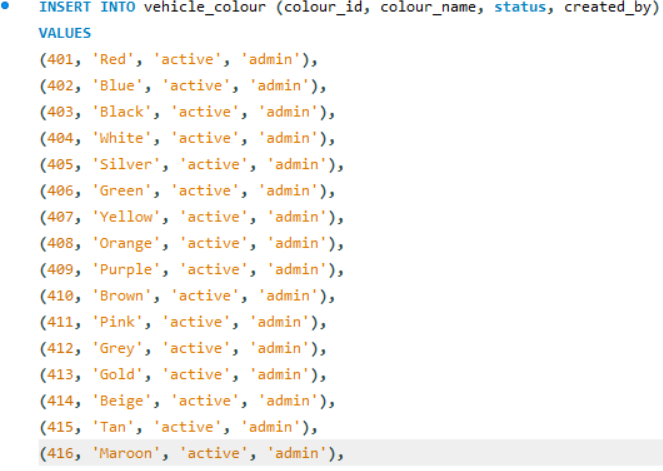 INSERT INTO vehicle_colour (colour_id, colour_name, status, created_by)
VALUES
(401, 'Red', 'active', 'admin'),
(402, 'Blue', 'active', 'admin'),
(403, 'Black', 'active', 'admin'),
(404, 'White', 'active', 'admin'),
(405, 'Silver', 'active', 'admin'),
(406, 'Green', 'active', 'admin'),
(407, 'Yellow', 'active', 'admin'),
(408, 'Orange', 'active', 'admin'),
(409, 'Purple', 'active', 'admin'),
(410, 'Brown', 'active', 'admin'),
(411, 'Pink', 'active', 'admin'),
(412, 'Grey', 'active', 'admin'),
(413, 'Gold', 'active', 'admin'),
(414, 'Beige', 'active', 'admin'),
(415, 'Tan', 'active', 'admin'),
(416, 'Maroon', 'active', 'admin'),